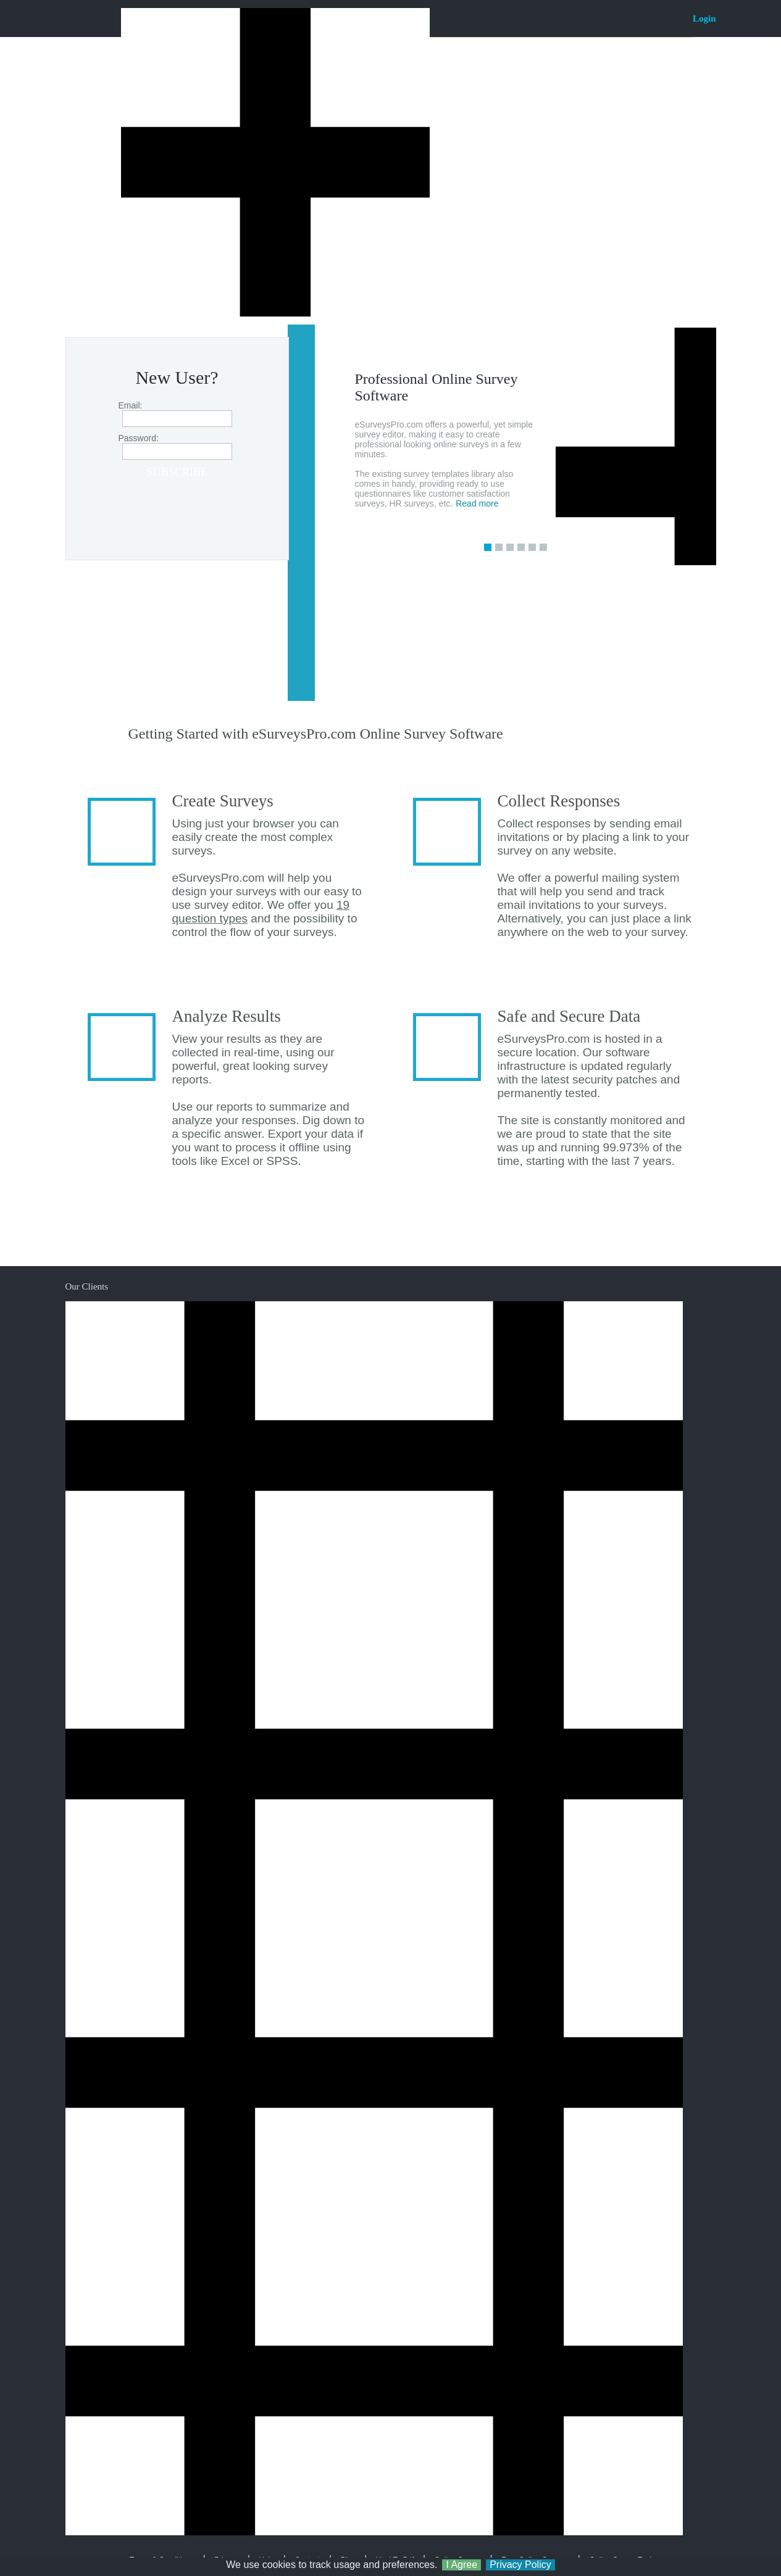 Login
New User?
Email:
Password:
SUBSCRIBE
Professional Online Survey
Software
eSurveysPro.com offers a powerful, yet simple
survey editor, making it easy to create
professional looking online surveys in a few
minutes.
The existing survey templates library also
comes in handy, providing ready to use
questionnaires like customer satisfaction
surveys, HR surveys, etc. Read more
Getting Started with eSurveysPro.com Online Survey Software
Create Surveys
Using just your browser you can
easily create the most complex
surveys.
eSurveysPro.com will help you
design your surveys with our easy to
use survey editor. We offer you 19
question types and the possibility to
control the flow of your surveys.
Collect Responses
Collect responses by sending email
invitations or by placing a link to your
survey on any website.
We offer a powerful mailing system
that will help you send and track
email invitations to your surveys.
Alternatively, you can just place a link
anywhere on the web to your survey.
Analyze Results
View your results as they are
collected in real-time, using our
powerful, great looking survey
reports.
Use our reports to summarize and
analyze your responses. Dig down to
a specific answer. Export your data if
you want to process it offline using
tools like Excel or SPSS.
Safe and Secure Data
eSurveysPro.com is hosted in a
secure location. Our software
infrastructure is updated regularly
with the latest security patches and
permanently tested.
The site is constantly monitored and
we are proud to state that the site
was up and running 99.973% of the
time, starting with the last 7 years.
Our Clients
We use cookies to track usage and preferences. I Agree Privacy Policy